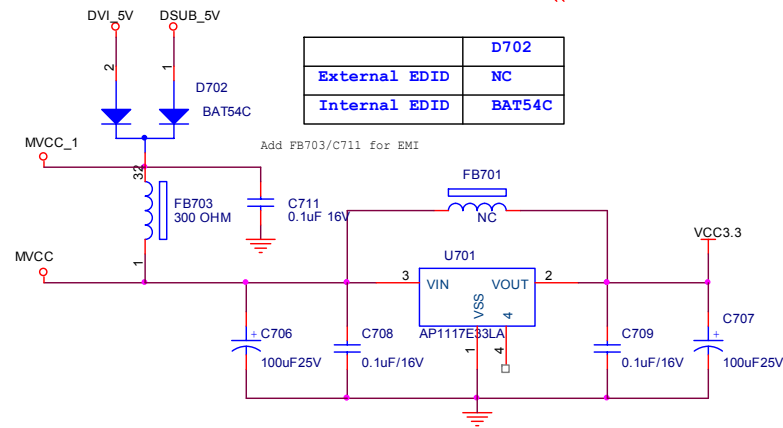 DVI_5V DSUB_5V
2
1
D702
BAT54C
D702
External EDID NC
Internal EDID BAT54C
MVCC_1
Add FB703/C711 for EMI
32
FB703
300 OHM
C711
0.1uF 16V
1
MVCC
FB701
NC
VCC3.3
U701
3
VIN VOUT
2
VSS
4
AP1117E33LA
1
4
+ C706
100uF25V
C708
0.1uF/16V
C709
0.1uF/16V
C707
+
100uF25V